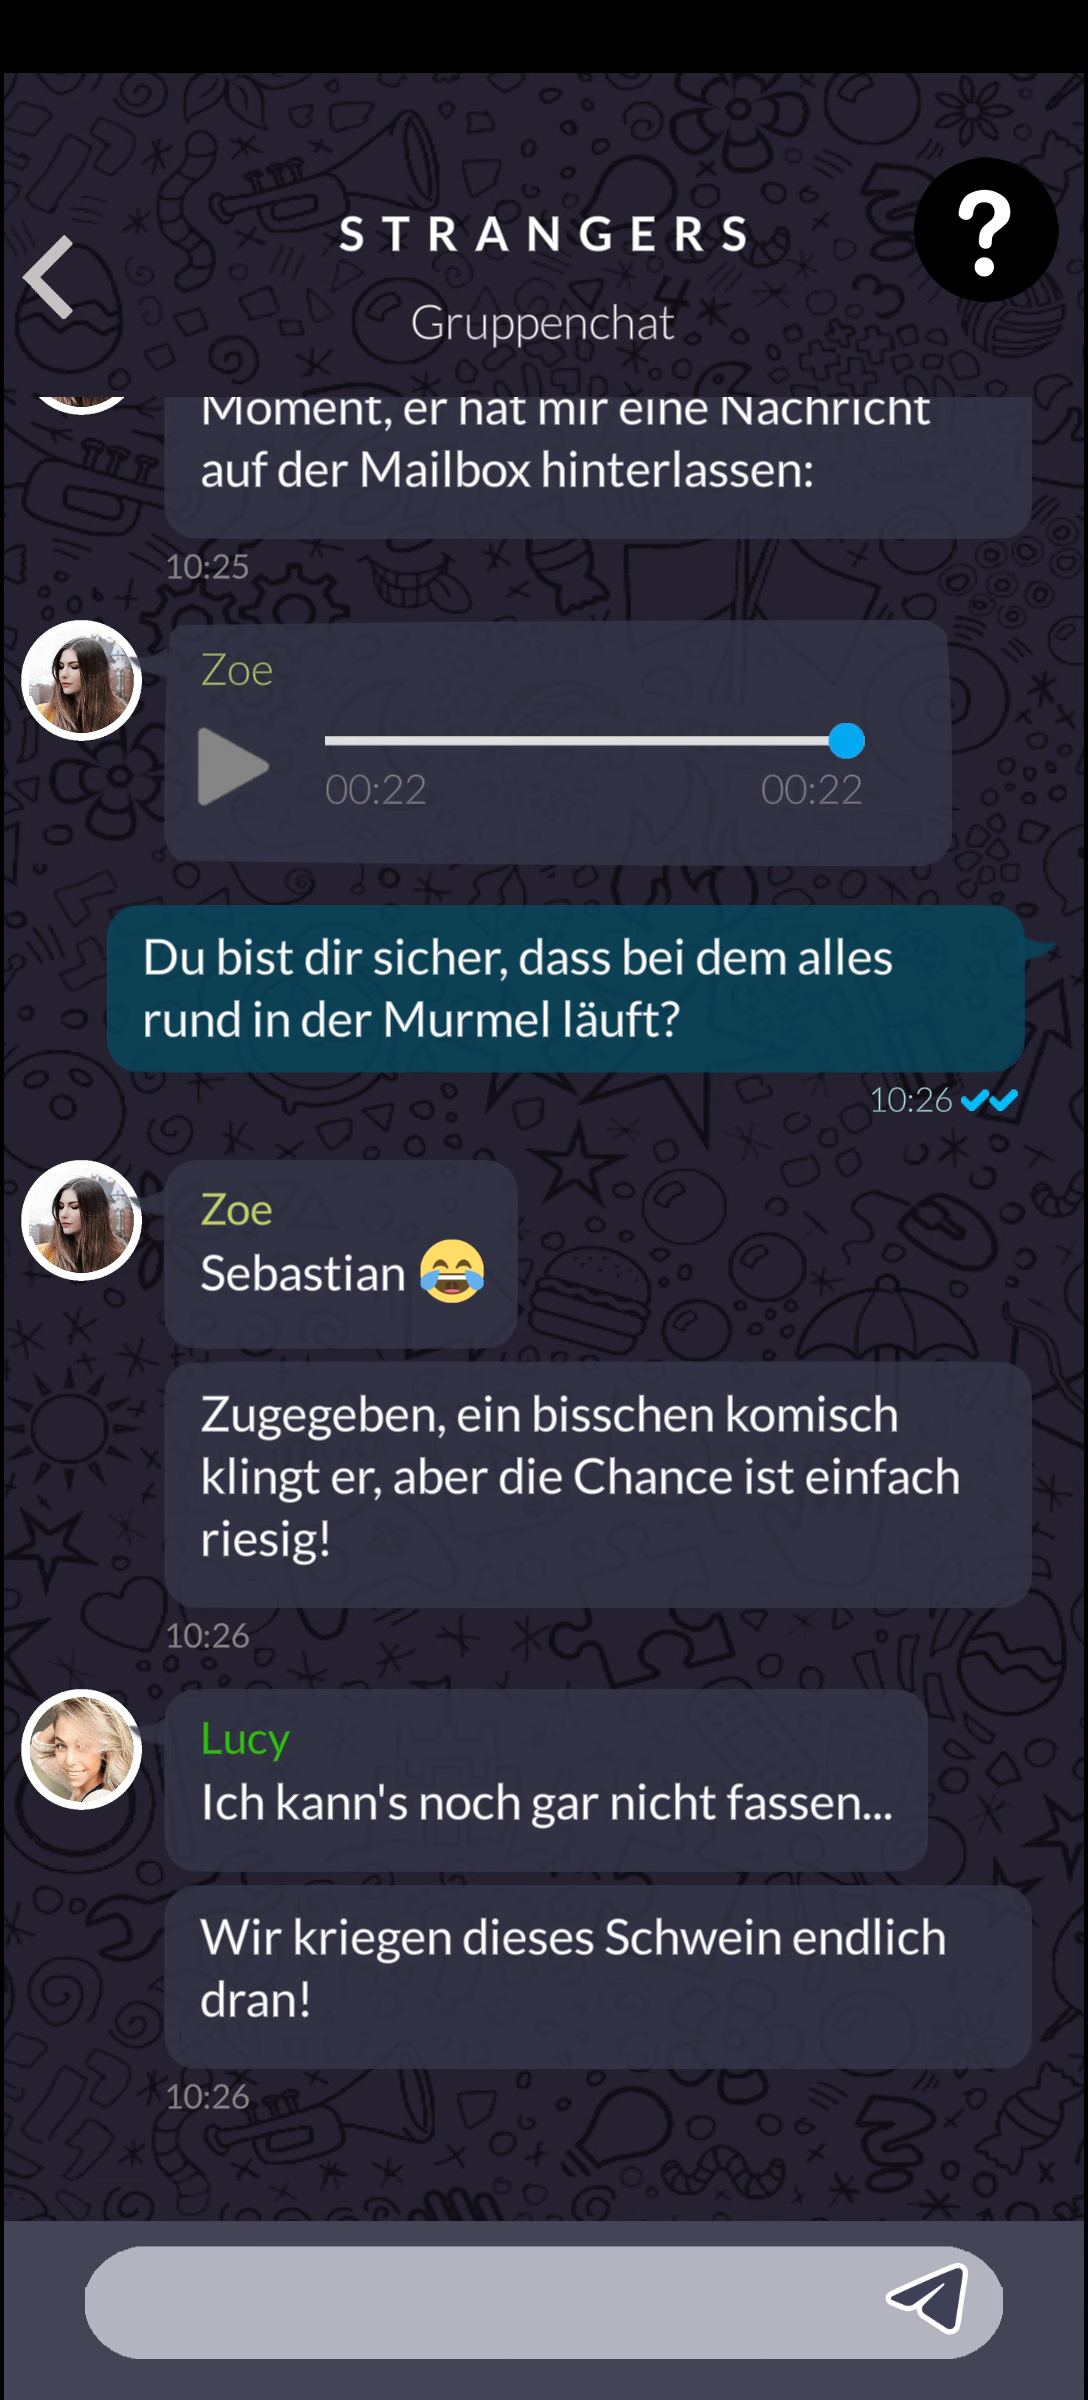 STRANGERS
?
Gruppenchat
Moment, er hat mir eine Nachricht
auf der Mailbox hinterlassen:
10:25
Zoe
00:22 00:22
Du bist dir sicher, dass bei dem alles
rund in der Murmel läuft?
10:26
Zoe
Sebastian 😂
Zugegeben, ein bisschen komisch
klingt er, aber die Chance ist einfach
riesig!
10:26
Lucy
Ich kann's noch gar nicht fassen...
Wir kriegen dieses Schwein endlich
dran!
10:26